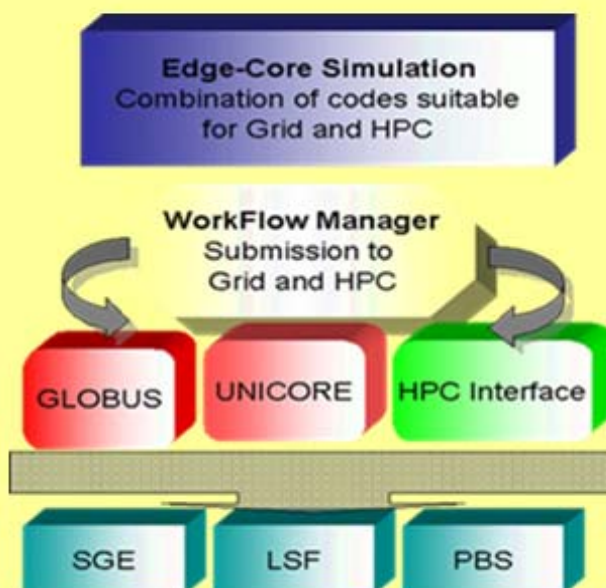 Edge-Core Simulation
Combination of codes suitable
for Grid and HPC
WorkFlow Manager
Submission to
Grid and HPC
GLOBUS
UNICORE
HPC Interface
SGE
LSF
PBS